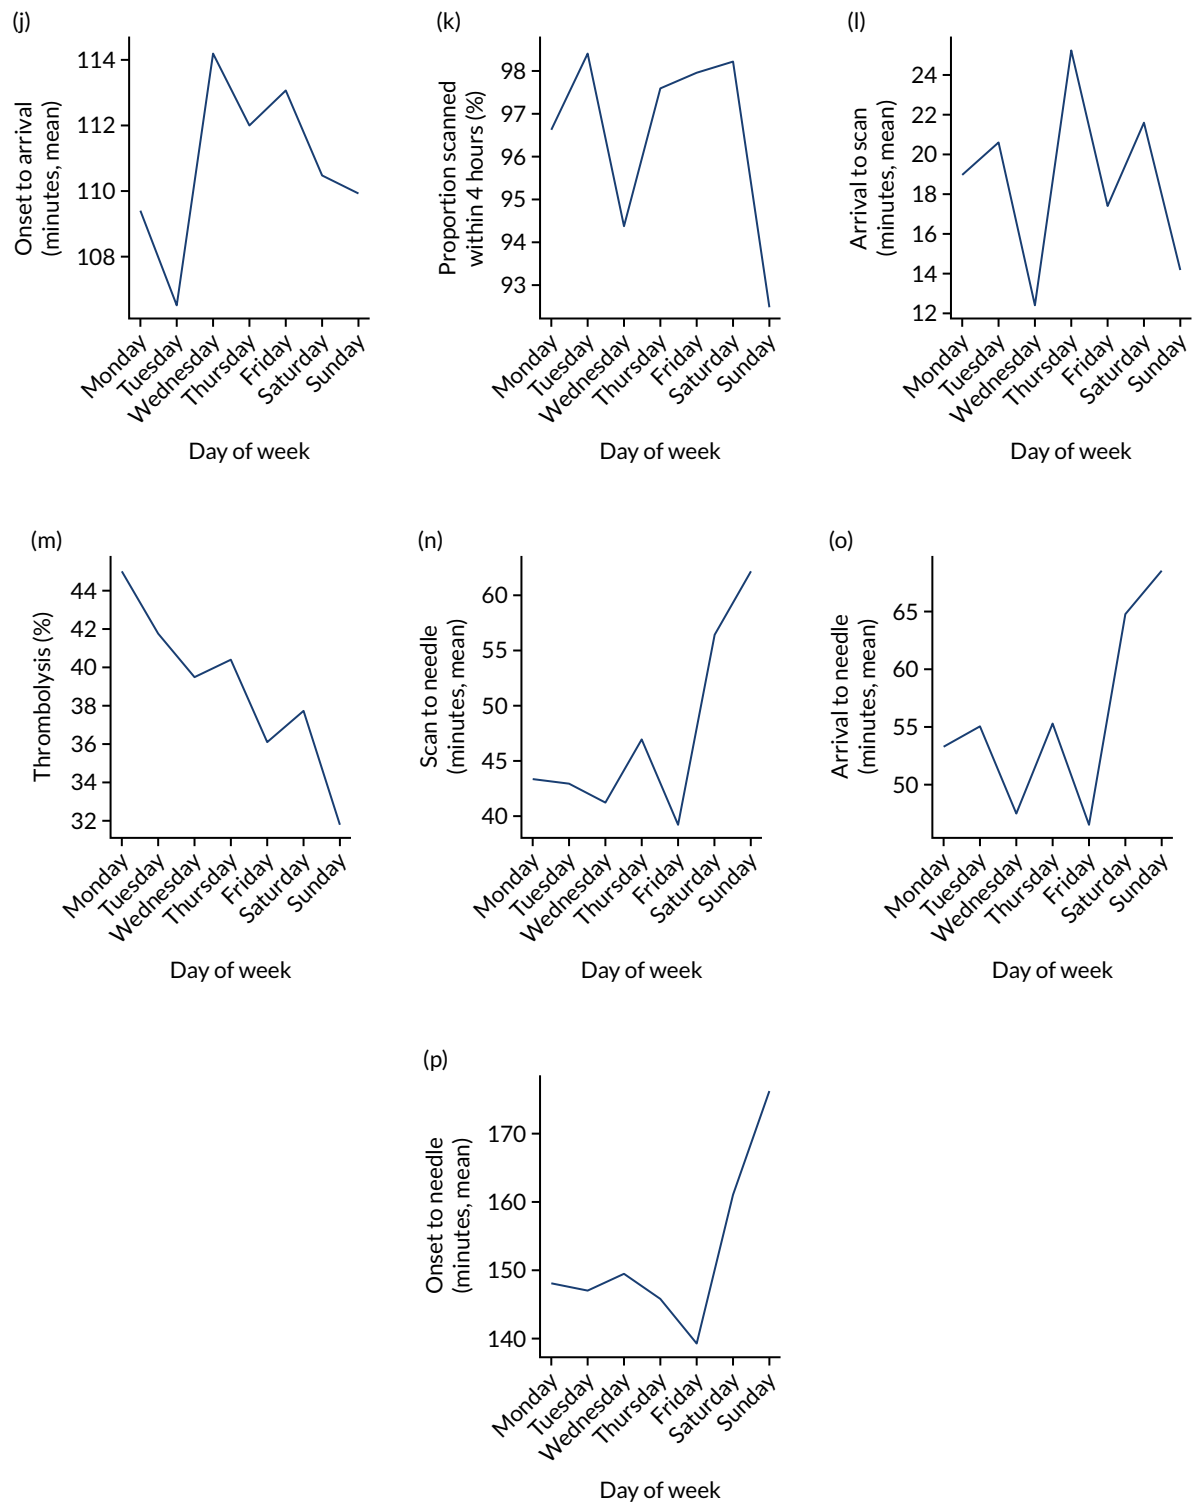 (j)
Onset to arrival
(minutes, mean)
114
112
110
108
Monday
Tuesday
Wednesday
Thursday
Friday
Saturday
Sunday
Day of week
(k)
Proportion scanned
within 4 hours (%)
98
97
96
95
94
93
Monday
Tuesday
Wednesday
Thursday
Friday
Saturday
Sunday
Day of week
(l)
Arrival to scan
(minutes, mean)
24
22
20
18
16
14
12
Monday
Tuesday
Wednesday
Thursday
Friday
Saturday
Sunday
Day of week
(m)
Thrombolysis (%)
44
42
40
38
36
34
32
Monday
Tuesday
Wednesday
Thursday
Friday
Saturday
Sunday
Day of week
(n)
Scan to needle
(minutes, mean)
60
55
50
45
40
Monday
Tuesday
Wednesday
Thursday
Friday
Saturday
Sunday
Day of week
(o)
Arrival to needle
(minutes, mean)
65
60
55
50
Monday
Tuesday
Wednesday
Thursday
Friday
Saturday
Sunday
Day of week
(p)
Onset to needle
(minutes, mean)
170
160
150
140
Monday
Tuesday
Wednesday
Thursday
Friday
Saturday
Sunday
Day of week